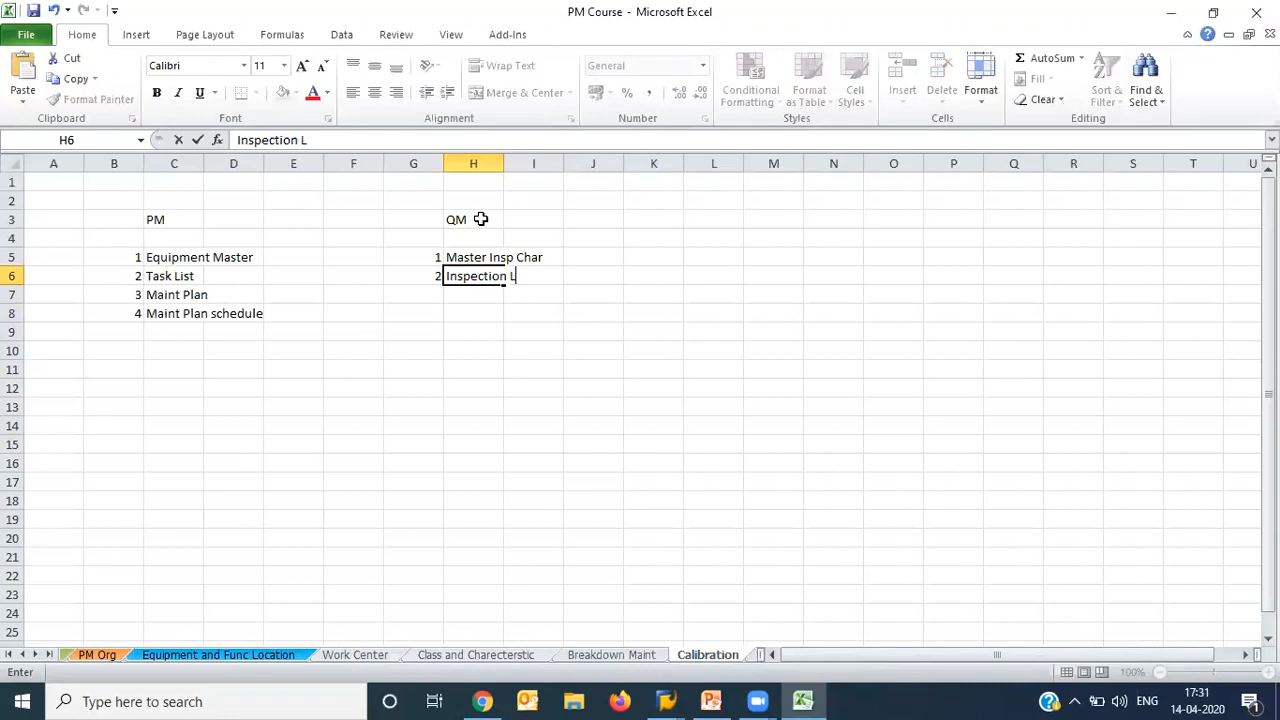 PM Course - Microsoft Excel
File Home Insert Page Layout Formulas Data Review View Add-Ins
Cut
Copy
Format Painter
Paste
Clipboard
Calibri 11
B I U
Font
Wrap Text
Merge & Center
Alignment
General
Number
Conditional Formatting
Format as Table
Cell Styles
Styles
Insert Delete Format
Cells
AutoSum
Fill
Clear
Sort & Filter
Find & Select
Editing
H6 fx Inspection L
A B C D E F G H I J K L M N O P Q R S T U
1
2
3 PM QM
4
5 1 Equipment Master 1 Master Insp Char
6 2 Task List 2 Inspection L
7 3 Maint Plan
8 4 Maint Plan schedule
9
10
11
12
13
14
15
16
17
18
19
20
21
22
23
24
25
PM Org Equipment and Func Location Work Center Class and Charecterstic Breakdown Maint Calibration
Enter 100%
Type here to search
ENG
17:31
14-04-2020